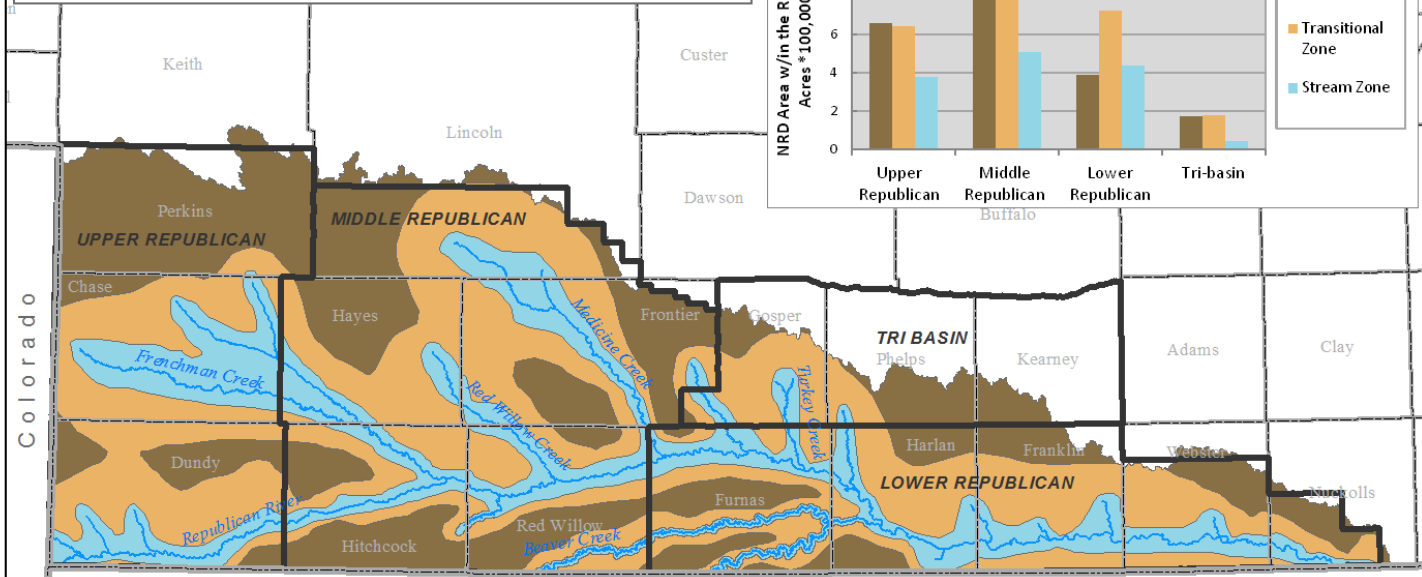 NRD Area w/in the R
Acres *100,000
6
4
2
0
Upper
Republican
Middle
Republican
Lower
Republican
Tri-basin
Transitional
Zone
Stream Zone
Keith
Custer
Lincoln
Dawson
Buffalo
Perkins
UPPER REPUBLICAN
MIDDLE REPUBLICAN
Chase
Hayes
Medicine Creek
Frontier
Gosper
TRI BASIN
Phelps
Kearney
Adams
Clay
Colorado
Frenchman Creek
Red Willow Creek
Turkey Creek
Dundy
Harlan
Franklin
Webster
LOWER REPUBLICAN
Nuckolls
Furnas
Republican River
Red Willow
Beaver Creek
Hitchcock